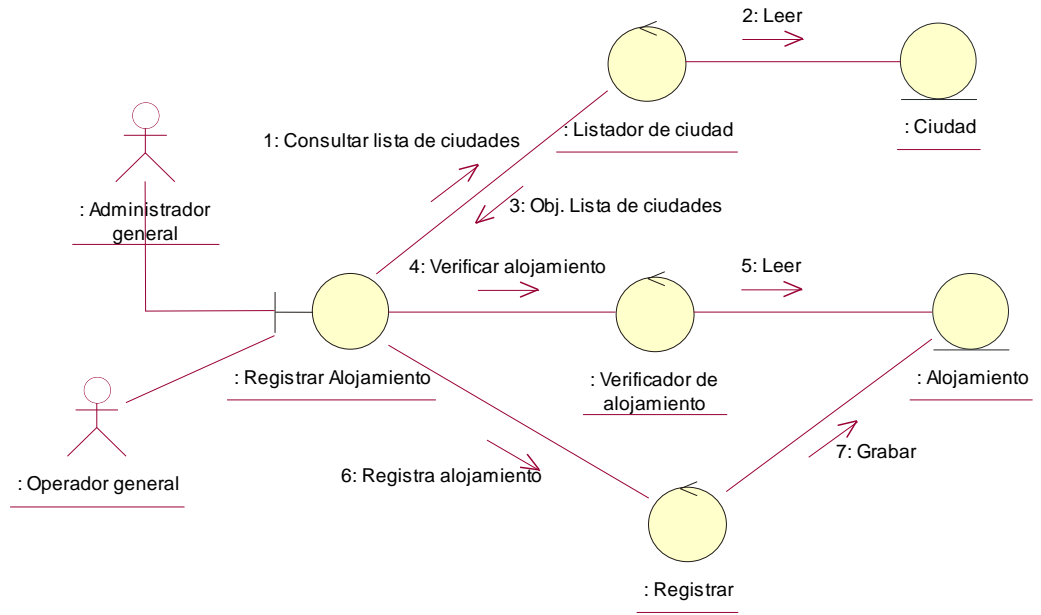 2: Leer
: Listador de ciudad
: Ciudad
1: Consultar lista de ciudades
3: Obj. Lista de ciudades
: Administrador
general
4: Verificar alojamiento
5: Leer
: Registrar Alojamiento
: Verificador de
alojamiento
: Alojamiento
: Operador general
6: Registra alojamiento
7: Grabar
: Registrar